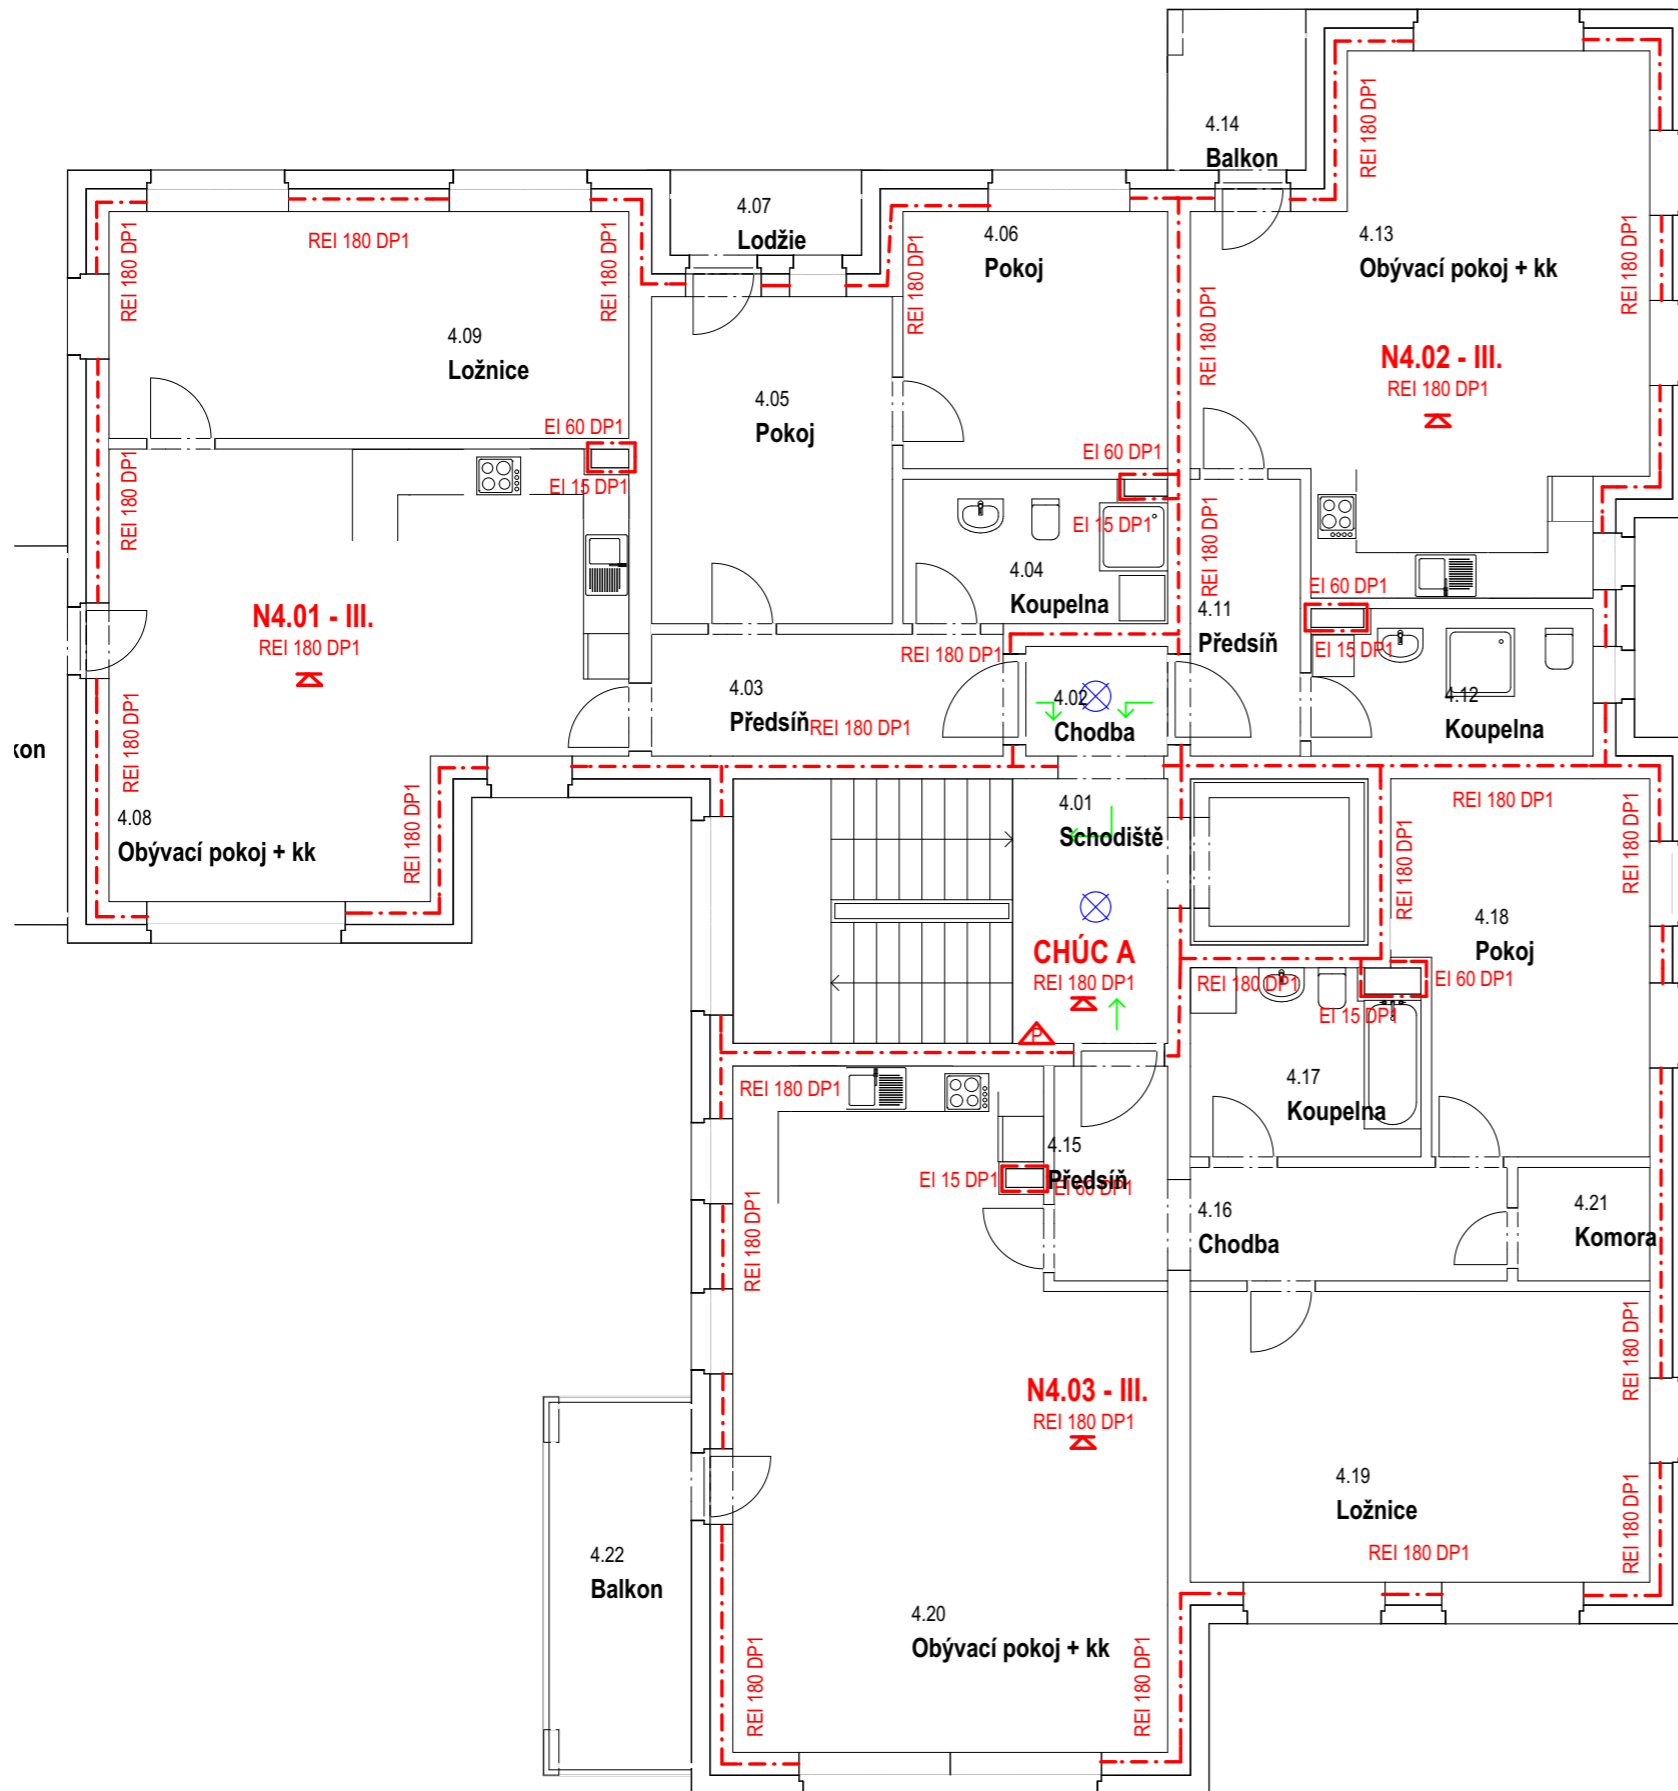 4.14
Balkon
REI 180 DP1
REI 180 DP1
4.07
Lodžie
4.06
Pokoj
4.13
Obývací pokoj + kk
REI 180 DP1
REI 180 DP1
REI 180 DP1
REI 180 DP1
REI 180 DP1
REI 180 DP1
REI 180 DP1
4.09
Ložnice
4.05
Pokoj
N4.02 - III.
REI 180 DP1
EI 60 DP1
EI 15 DP1
EI 60 DP1
EI 15 DP1
REI 180 DP1
REI 180 DP1
4.04
Koupelna
EI 60 DP1
EI 15 DP1
N4.01 - III.
REI 180 DP1
4.11
Předsíň
REI 180 DP1
4.03
Předsíň
REI 180 DP1
4.02
Chodba
4.12
Koupelna
kon
REI 180 DP1
4.08
Obývací pokoj + kk
REI 180 DP1
4.01
Schodiště
REI 180 DP1
REI 180 DP1
REI 180 DP1
4.18
Pokoj
CHÚC A
REI 180 DP1
REI 180 DP1
EI 60 DP1
EI 15 DP1
P
REI 180 DP1
4.17
Koupelna
4.15
Předsíň
EI 15 DP1
EI 60 DP1
REI 180 DP1
4.16
Chodba
4.21
Komora
N4.03 - III.
REI 180 DP1
REI 180 DP1
4.19
Ložnice
REI 180 DP1
REI 180 DP1
4.22
Balkon
4.20
Obývací pokoj + kk
REI 180 DP1
REI 180 DP1